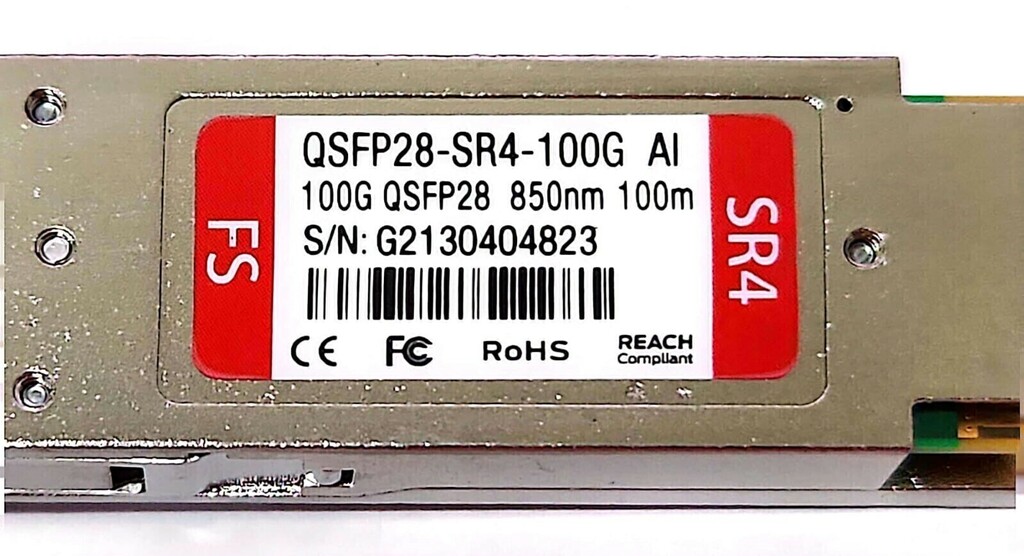 FS
QSFP28-SR4-100G AI
100G QSFP28 850nm 100m
S/N: G2130404823
CE FC RoHS REACH
Compliant
SR4